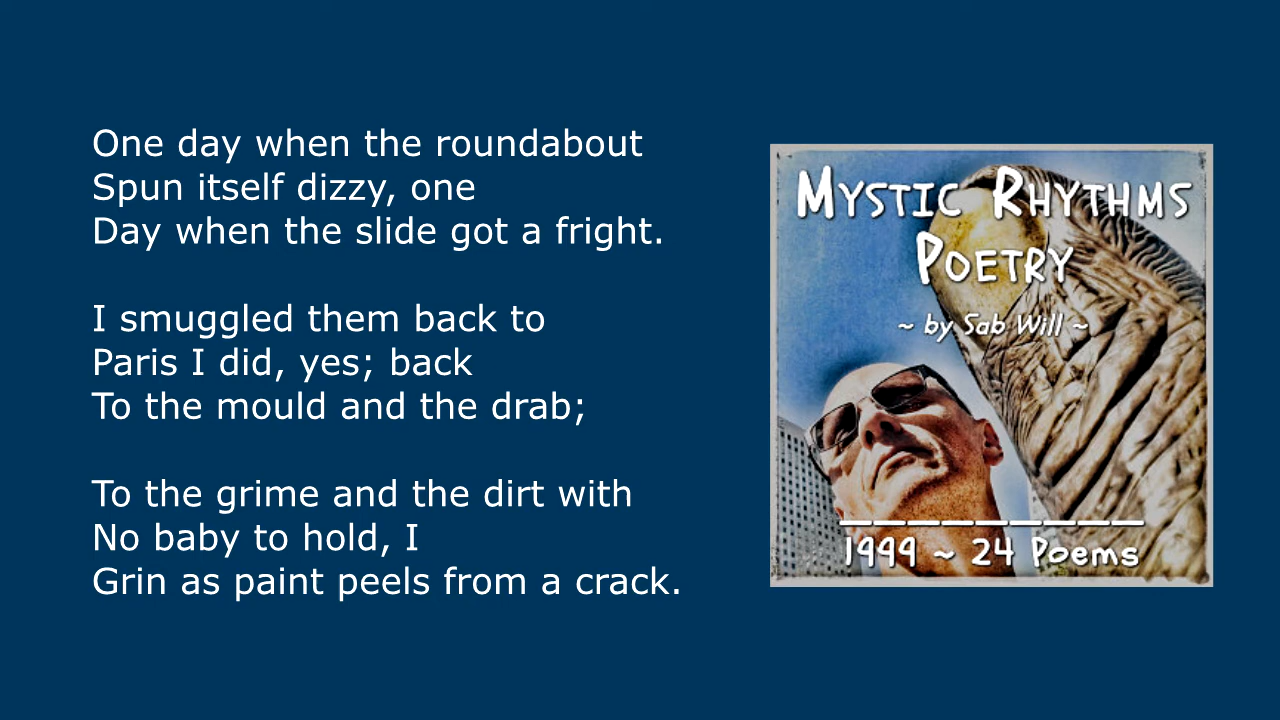 One day when the roundabout
Spun itself dizzy, one
Day when the slide got a fright.
I smuggled them back to
Paris I did, yes; back
To the mould and the drab;
To the grime and the dirt with
No baby to hold, I
Grin as paint peels from a crack.
Mystic Rhythms
Poetry
~ by Sab Will ~
1999 ~ 24 Poems